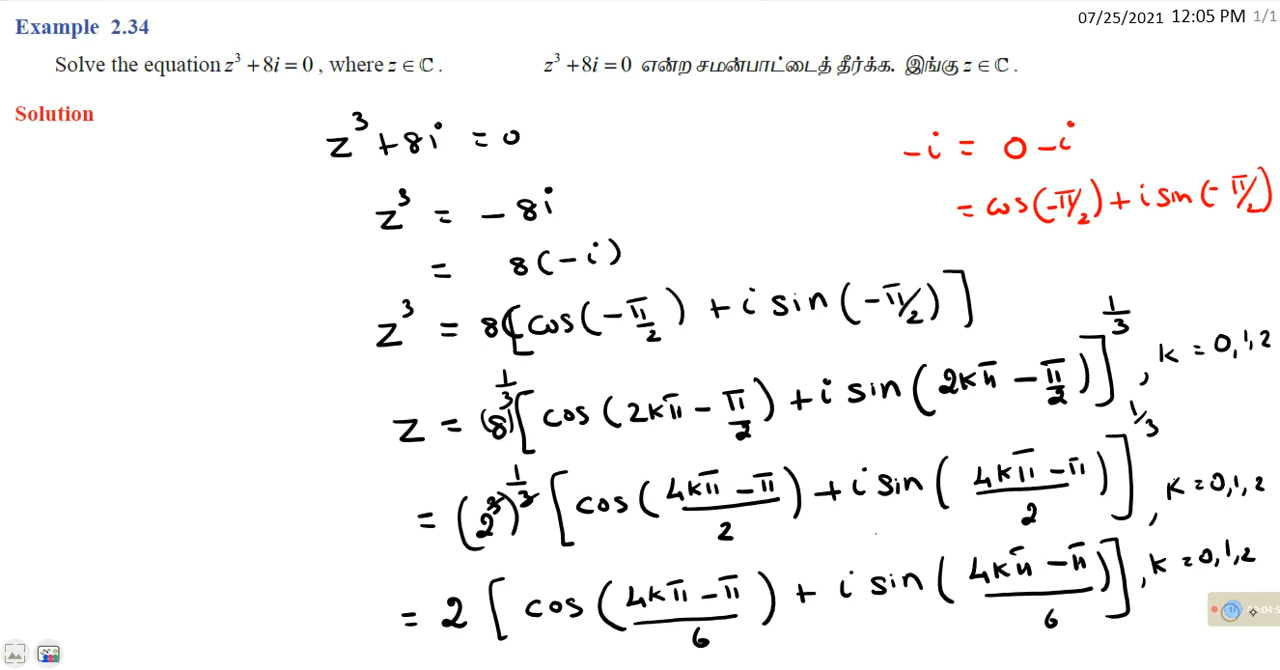 07/25/2021 12:05 PM 1/1
Example 2.34
Solve the equation z³ + 8i = 0, where z ∈ ℂ. z³ + 8i = 0 என்ற சமன்பாட்டைத் தீர்க்க. இங்கு z ∈ ℂ.
Solution
z³ + 8i = 0
-i = 0 - i
z³ = - 8i
= cos(-π/2) + i sin(-π/2)
= 8(-i)
z³ = 8[cos(-π/2) + i sin(-π/2)]
z = (8)^(1/3) [cos(2kπ - π/2) + i sin(2kπ - π/2)]^(1/3), k = 0,1,2
= (2³)^(1/3) [cos((4kπ - π)/2) + i sin((4kπ - π)/2)]^(1/3), k = 0,1,2
= 2 [cos((4kπ - π)/6) + i sin((4kπ - π)/6)], k = 0,1,2